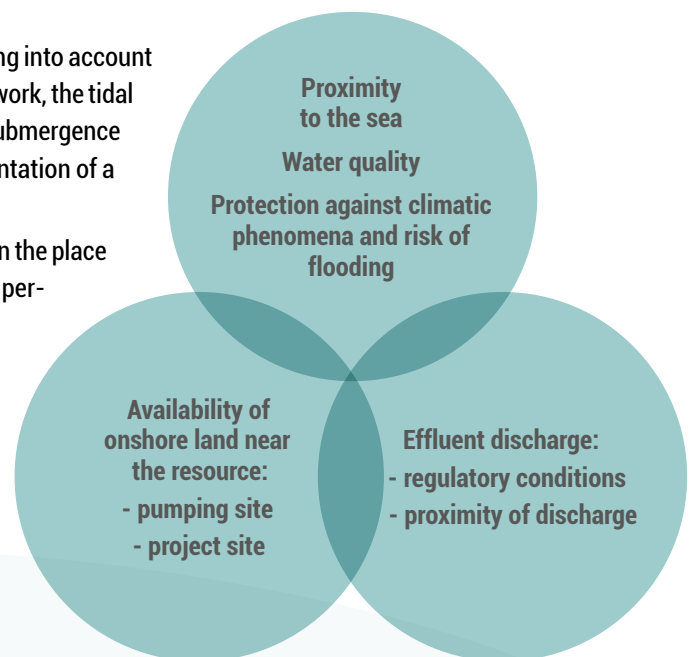 ng into account
work, the tidal
ubmergence
ntation of a
n the place
per-
Proximity
to the sea
Water quality
Protection against climatic
phenomena and risk of
flooding
Availability of
onshore land near
the resource:
- pumping site
- project site
Effluent discharge:
- regulatory conditions
- proximity of discharge